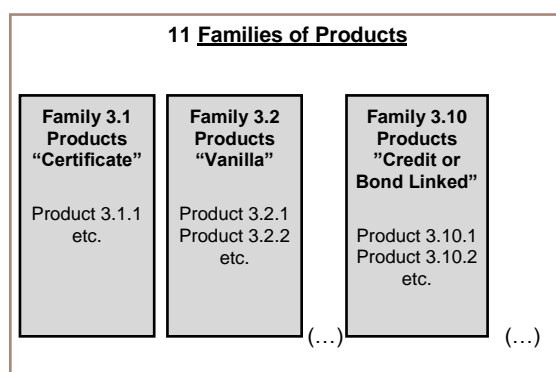 11 Families of Products
Family 3.1
Products
“Certificate”
Product 3.1.1
etc.
Family 3.2
Products
“Vanilla”
Product 3.2.1
Product 3.2.2
etc.
(…)
Family 3.10
Products
”Credit or
Bond Linked”
Product 3.10.1
Product 3.10.2
etc.
(…)